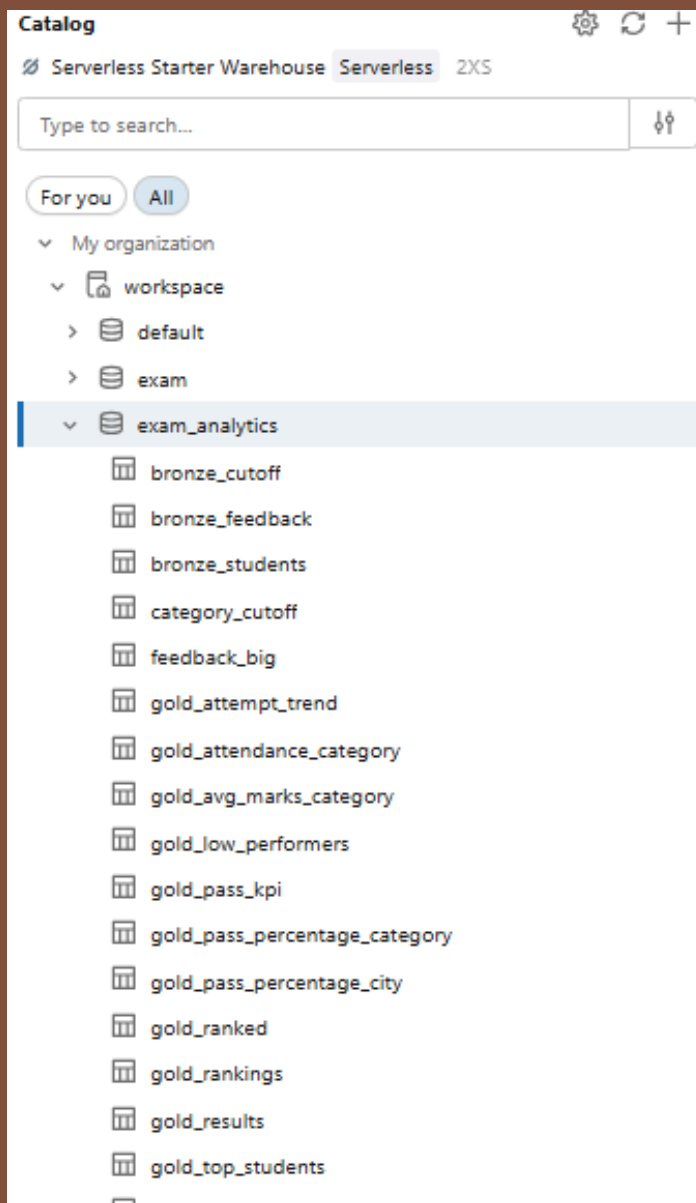 Catalog
Serverless Starter Warehouse Serverless 2XS
Type to search...
For you All
My organization
workspace
default
exam
exam_analytics
bronze_cutoff
bronze_feedback
bronze_students
category_cutoff
feedback_big
gold_attempt_trend
gold_attendance_category
gold_avg_marks_category
gold_low_performers
gold_pass_kpi
gold_pass_percentage_category
gold_pass_percentage_city
gold_ranked
gold_rankings
gold_results
gold_top_students